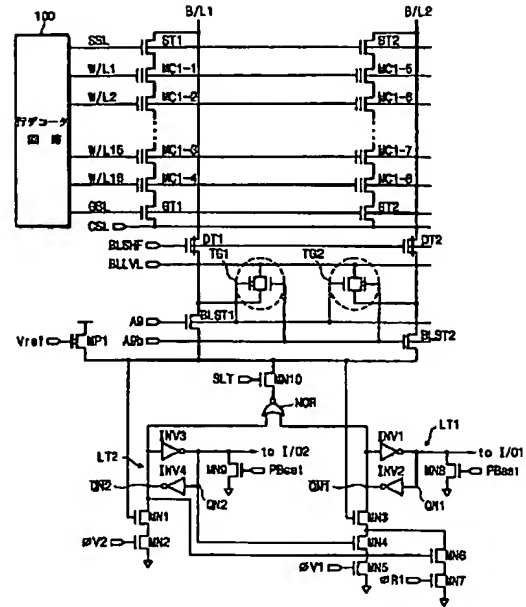 100
B/L1
B/L2
SSL
ST1
ST2
W/L1
MC1-1
MC1-5
W/L2
MC1-2
MC1-6
行デコーダ
回路
W/L15
MC1-3
MC1-7
W/L16
MC1-4
MC1-8
GSL
GT1
GT2
CSL
BLSHF
DT1
DT2
BLLVL
TG1
TG2
A9
BLST1
A9b
BLST2
Vref
MP1
SLT
MN10
NOR
LT2
INV3
to I/O2
INV1
LT1
to I/O1
INV4
MN9
PBset
INV2
MN8
PBset
QN2
QN2
QN1
QN1
MN1
MN3
ØV2
MN2
MN4
MN6
ØV1
MN5
ØR1
MN7